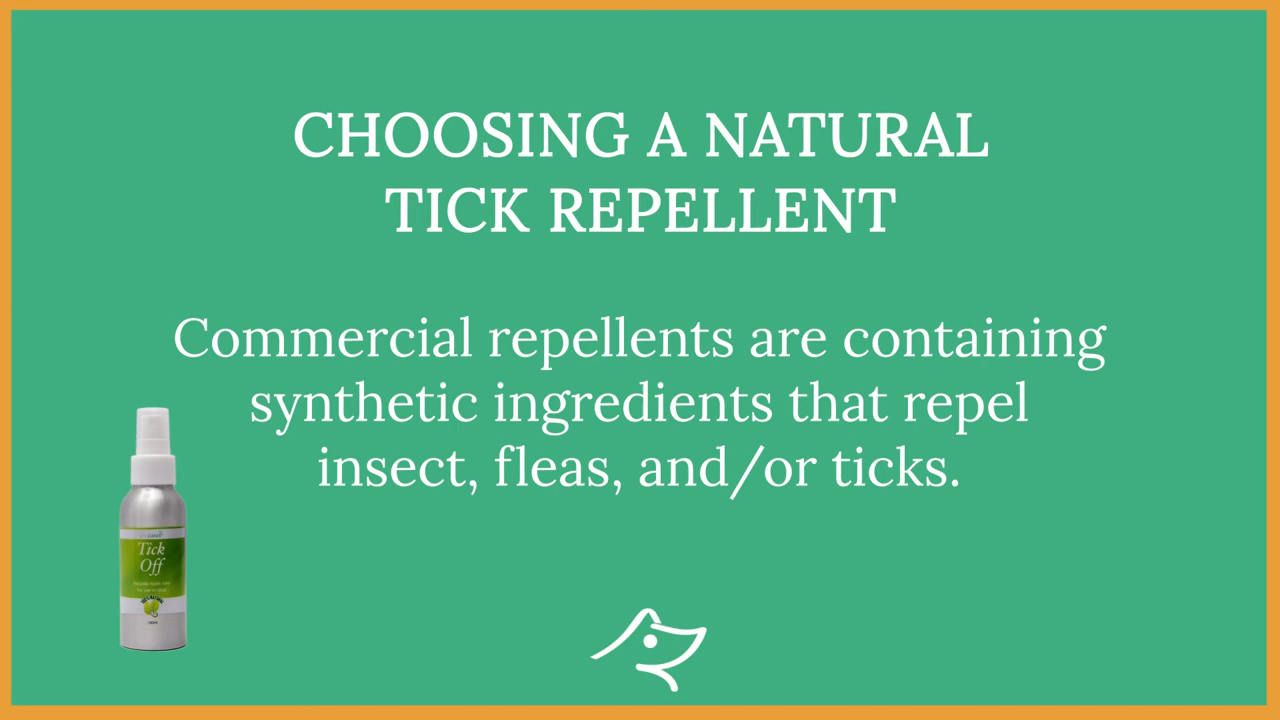 CHOOSING A NATURAL
TICK REPELLENT
Commercial repellents are containing
synthetic ingredients that repel
insect, fleas, and/or ticks.
Tick
Off